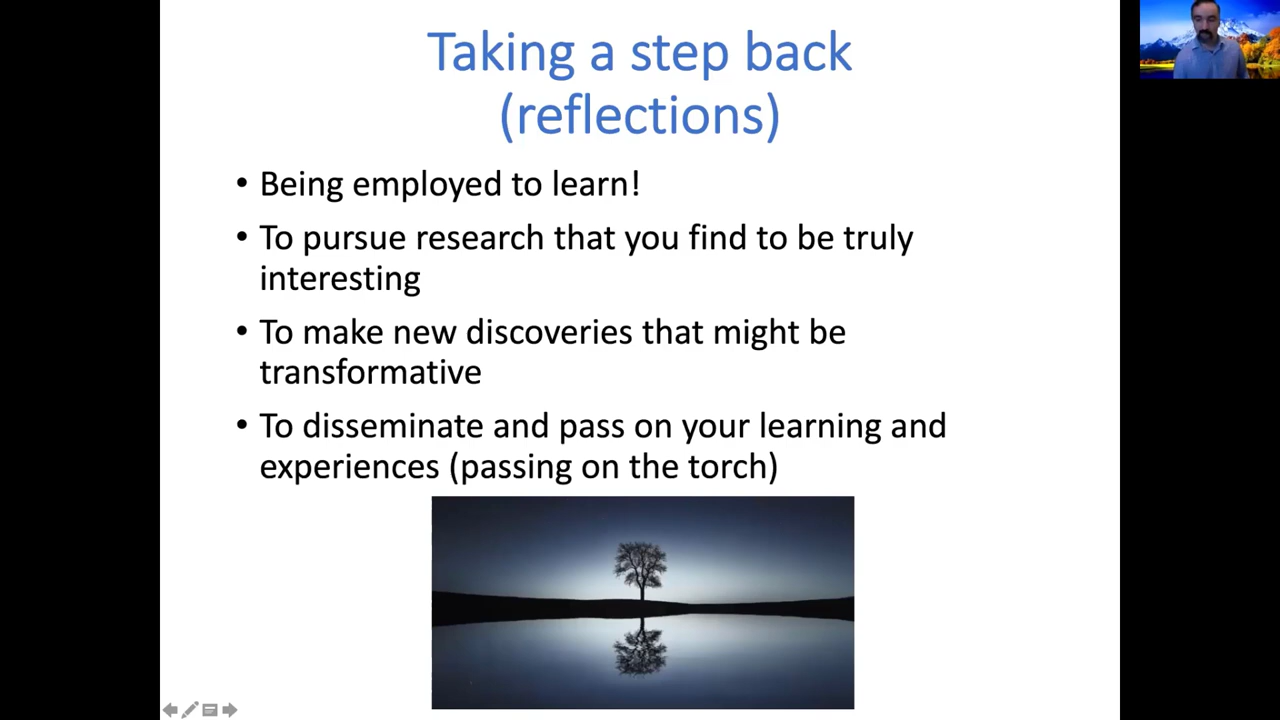 Taking a step back
(reflections)
• Being employed to learn!
• To pursue research that you find to be truly
interesting
• To make new discoveries that might be
transformative
• To disseminate and pass on your learning and
experiences (passing on the torch)